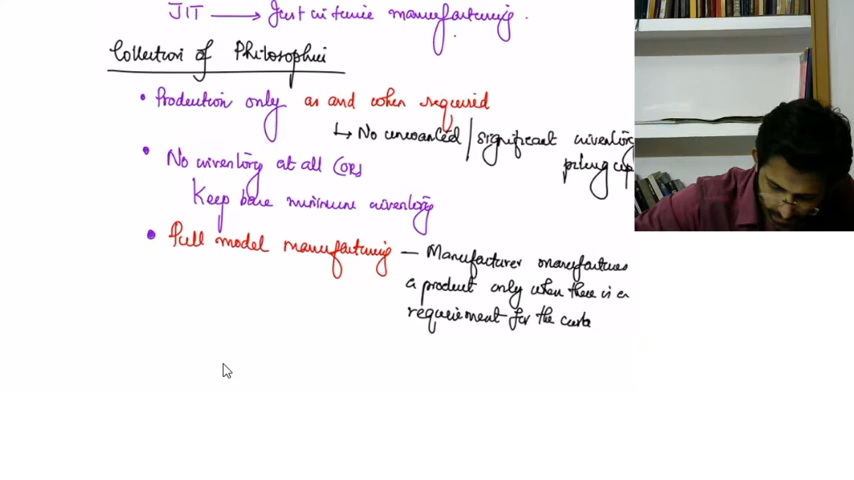 JIT → Just in time manufacturing.
Collection of Philosophies
• Production only as and when required
↳ No unwanted / significant inventory
piling up
• No inventory at all (or)
Keep bare minimum inventory
• Pull model manufacturing — Manufacturer manufactures
a product only when there is a
requirement for the custo